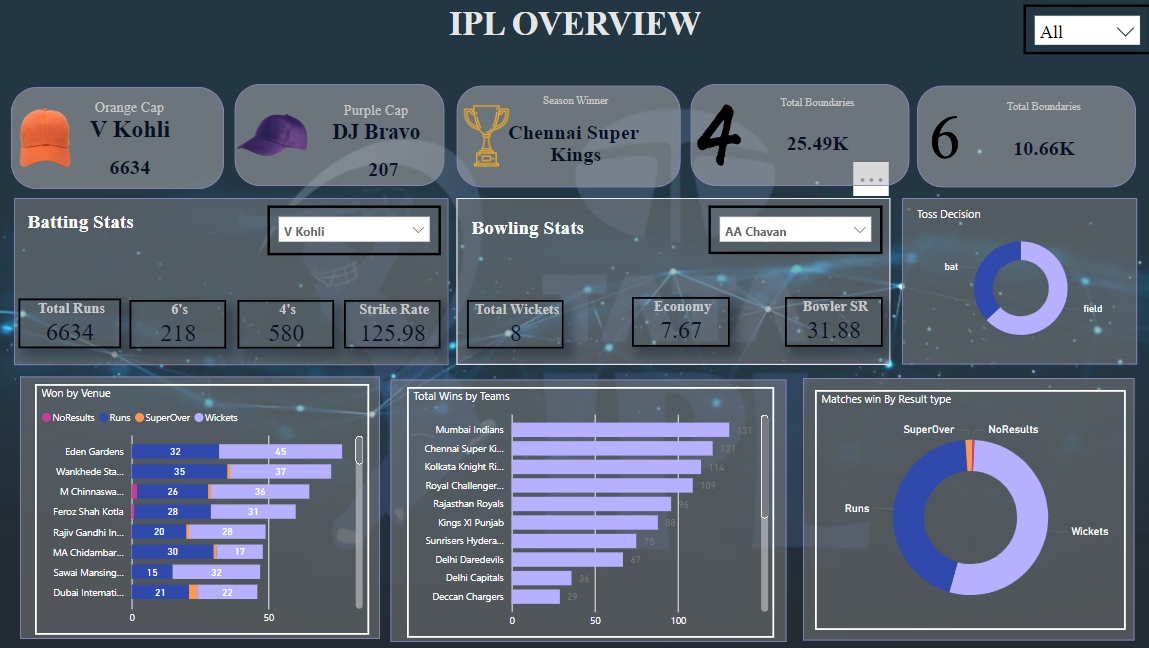 IPL OVERVIEW
All
Orange Cap
V Kohli
6634
Purple Cap
DJ Bravo
207
Season Winner
Chennai Super
Kings
4
Total Boundaries
25.49K
6
Total Boundaries
10.66K
Batting Stats
V Kohli
Total Runs
6634
6's
218
4's
580
Strike Rate
125.98
Bowling Stats
AA Chavan
Total Wickets
8
Economy
7.67
Bowler SR
31.88
Toss Decision
bat
field
Won by Venue
NoResults Runs SuperOver Wickets
Eden Gardens 32 45
Wankhede Sta... 35 37
M Chinnaswa... 26 36
Feroz Shah Kotla 28 31
Rajiv Gandhi In... 20 28
MA Chidambar... 30 17
Sawai Mansing... 15 32
Dubai Internati... 21 22
0 50
Total Wins by Teams
Mumbai Indians 131
Chennai Super Ki... 121
Kolkata Knight Ri... 114
Royal Challenger... 109
Rajasthan Royals 96
Kings XI Punjab 88
Sunrisers Hydera... 75
Delhi Daredevils 67
Delhi Capitals 36
Deccan Chargers 29
0 50 100
Matches win By Result type
SuperOver NoResults
Runs
Wickets